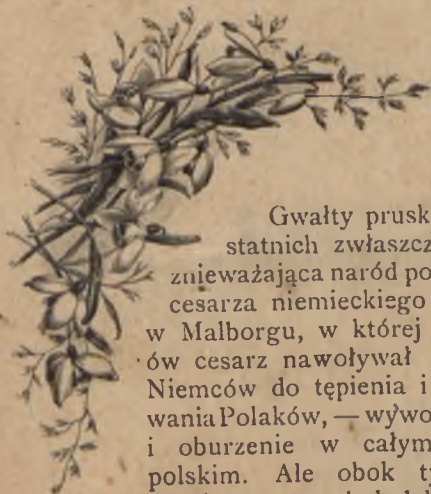 Gwałty prusk
statnich zwłaszcz
znieważająca naród po
cesarza niemieckiego
w Malborgu, w której
ów cesarz nawoływał
Niemców do tępienia i
wania Polaków, — wywo
i oburzenie w całym
polskim. Ale obok ty